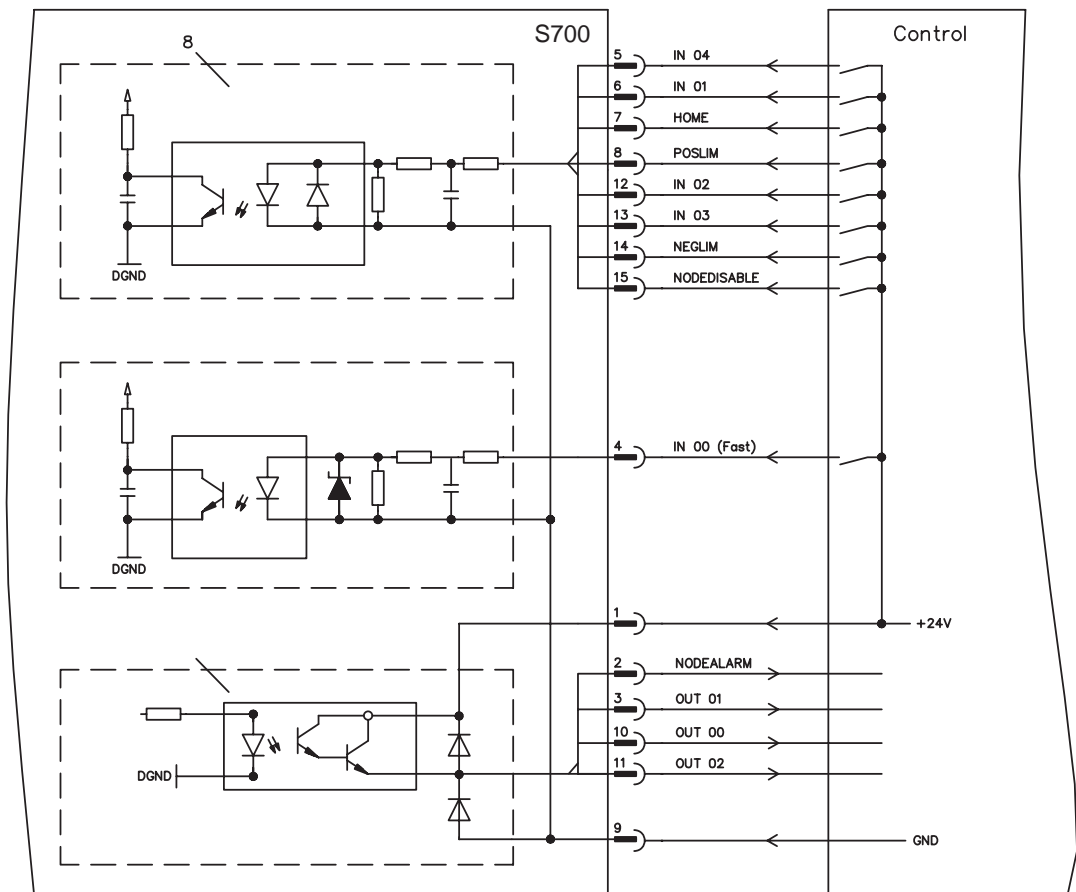 S700
Control
8
DGND
5 IN 04
6 IN 01
7 HOME
8 POSLIM
12 IN 02
13 IN 03
14 NEGLIM
15 NODEDISABLE
DGND
4 IN 00 (Fast)
1 +24V
2 NODEALARM
3 OUT 01
10 OUT 00
11 OUT 02
DGND
9 GND